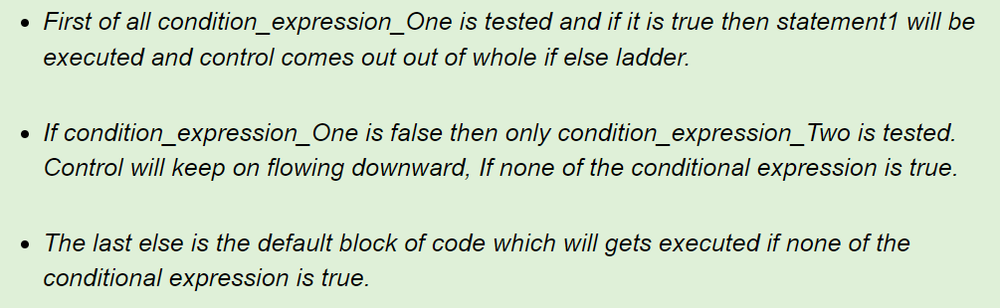 • First of all condition_expression_One is tested and if it is true then statement1 will be
executed and control comes out out of whole if else ladder.
• If condition_expression_One is false then only condition_expression_Two is tested.
Control will keep on flowing downward, If none of the conditional expression is true.
• The last else is the default block of code which will gets executed if none of the
conditional expression is true.